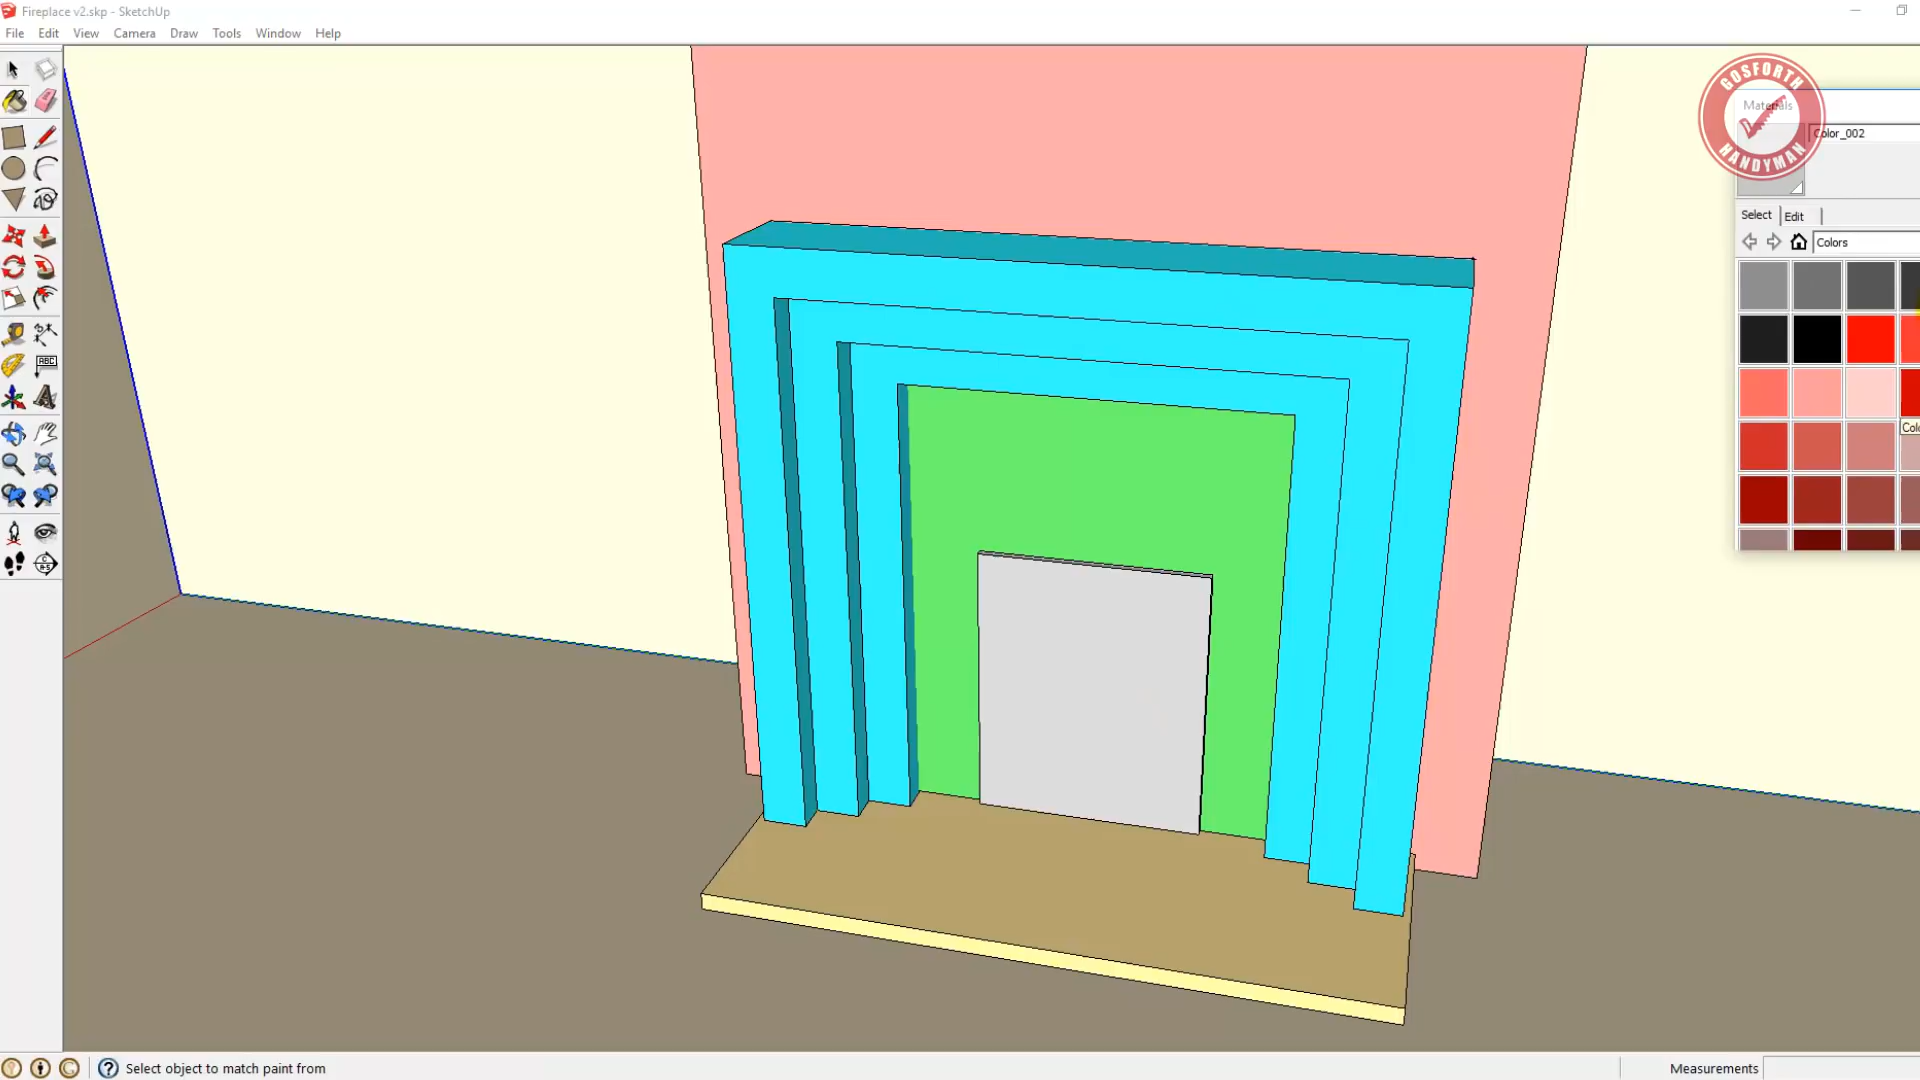 Fireplace v2.skp - SketchUp
File Edit View Camera Draw Tools Window Help
GOSFORTH
HANDYMAN
Materials
Color_002
Select Edit
Colors
ABC
Select object to match paint from
Measurements